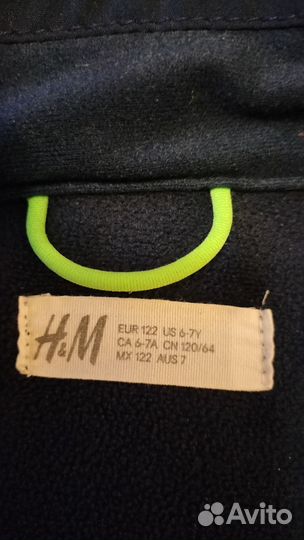 H&M
EUR 122 US 6-7Y
CA 6-7A CN 120/64
MX 122 AUS 7
Avito